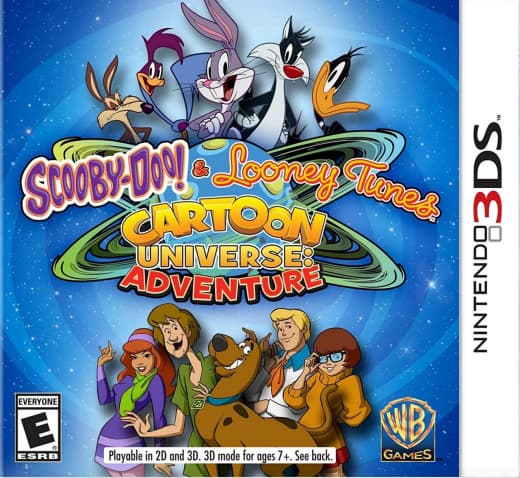 SCOOBY-DOO! & Looney Tunes
CARTOON
UNIVERSE:
ADVENTURE
NINTENDO 3DS
EVERYONE
E
ESRB
Playable in 2D and 3D. 3D mode for ages 7+. See back.
WB
GAMES